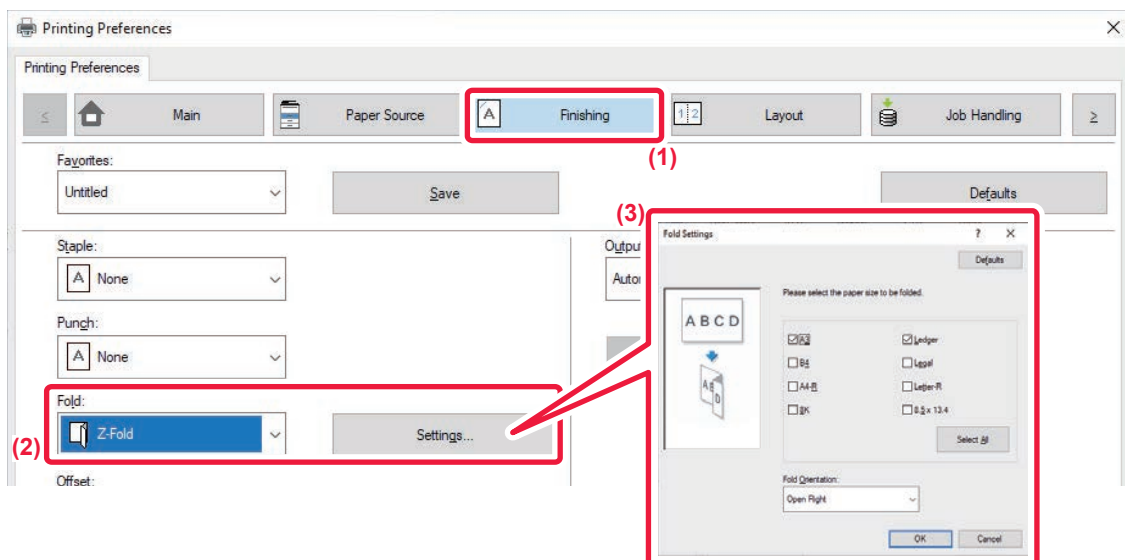 Printing Preferences
Printing Preferences
Main
Paper Source
A
Finishing
1 2
Layout
Job Handling
(1)
Favorites:
Untitled
Save
Defaults
(3)
Staple:
A None
Punch:
A None
Fold:
Z-Fold
Settings...
(2)
Offset:
Outpu
Autor
Fold Settings
?
Defaults
Please select the paper size to be folded.
A B C D
A3
Ledger
B4
Legal
A4-R
Letter-R
8K
8.5 x 13.4
Select All
Fold Orientation:
Open Right
OK
Cancel